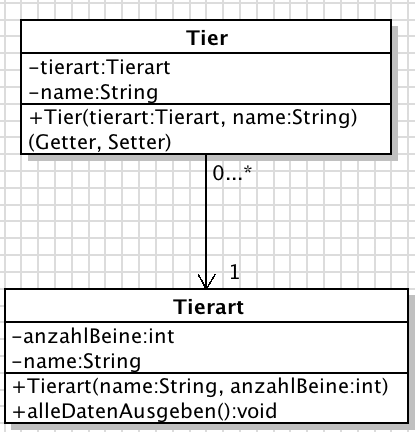 Tier
-tierart:Tierart
-name:String
+Tier(tierart:Tierart, name:String)
(Getter, Setter)
0...*
1
Tierart
-anzahlBeine:int
-name:String
+Tierart(name:String, anzahlBeine:int)
+alleDatenAusgeben():void